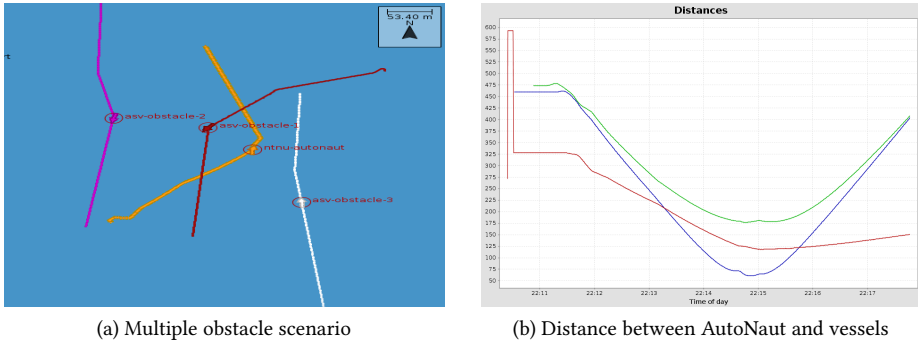 53.40 m
N
rt
asv-obstacle-2
asv-obstacle-1
ntnu-autonaut
asv-obstacle-3
(a) Multiple obstacle scenario
Distances
600
575
550
525
500
475
450
425
400
375
350
325
300
275
250
225
200
175
150
125
100
75
50
22:11 22:12 22:13 22:14 22:15 22:16 22:17
Time of day
(b) Distance between AutoNaut and vessels